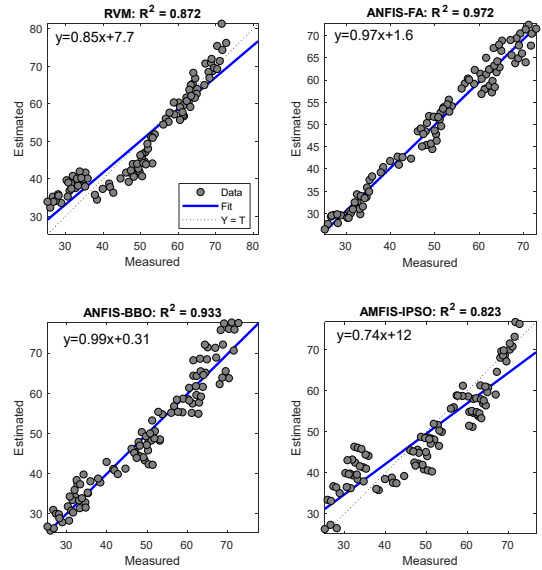 RVM: R² = 0.872
y=0.85x+7.7
80
70
60
50
40
30
Estimated
Data
Fit
Y = T
30 40 50 60 70 80
Measured
ANFIS-FA: R² = 0.972
y=0.97x+1.6
70
65
60
55
50
45
40
35
30
Estimated
30 40 50 60 70
Measured
ANFIS-BBO: R² = 0.933
y=0.99x+0.31
70
60
50
40
30
Estimated
30 40 50 60 70
Measured
AMFIS-IPSO: R² = 0.823
y=0.74x+12
70
60
50
40
30
Estimated
30 40 50 60 70
Measured